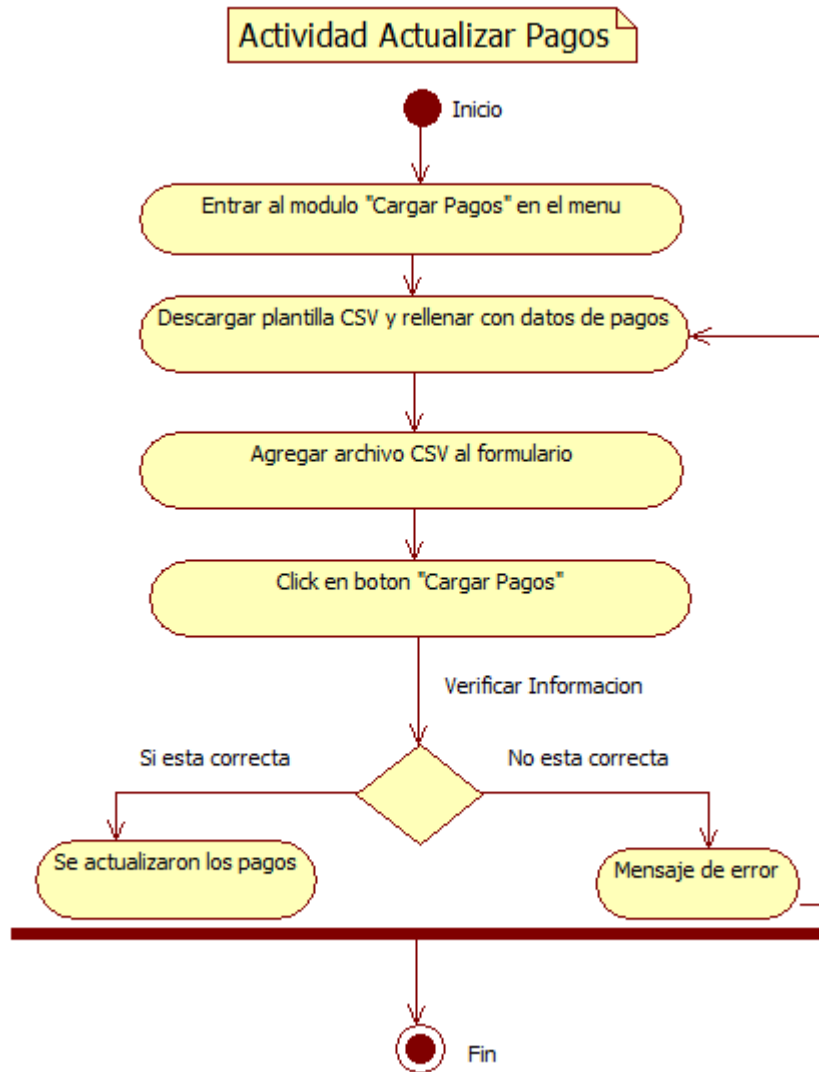 Actividad Actualizar Pagos
Inicio
Entrar al modulo "Cargar Pagos" en el menu
Descargar plantilla CSV y rellenar con datos de pagos
Agregar archivo CSV al formulario
Click en boton "Cargar Pagos"
Verificar Informacion
Si esta correcta
No esta correcta
Se actualizaron los pagos
Mensaje de error
Fin